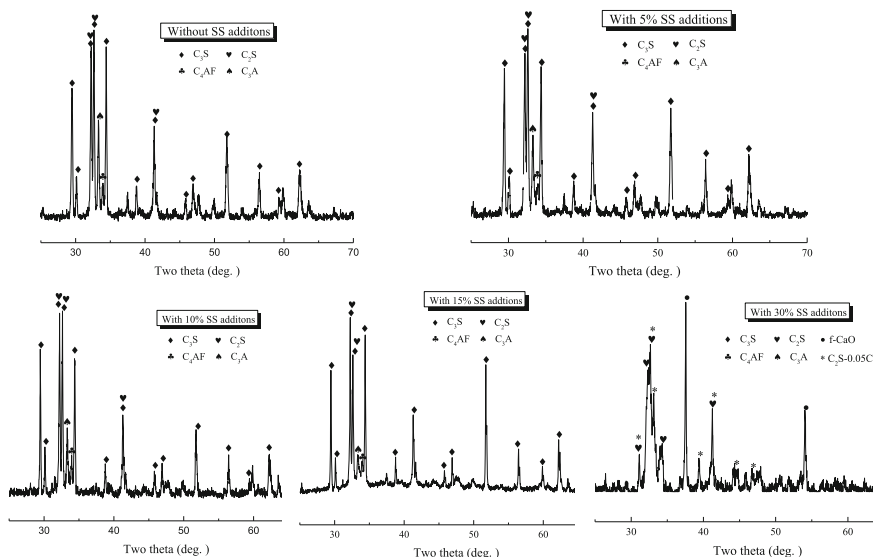 Without SS additons
♦ C₃S ♥ C₂S
♣ C₄AF ♠ C₃A
30 40 50 60 70
Two theta (deg. )
With 5% SS additions
♦ C₃S ♥ C₂S
♣ C₄AF ♠ C₃A
30 40 50 60 70
Two theta (deg. )
With 10% SS additons
♦ C₃S ♥ C₂S
♣ C₄AF ♠ C₃A
30 40 50 60
Two theta (deg. )
With 15% SS addtions
♦ C₃S ♥ C₂S
♣ C₄AF ♠ C₃A
30 40 50 60
Two theta (deg. )
With 30% SS additons
♦ C₃S ♥ C₂S • f-CaO
♣ C₄AF ♠ C₃A * C₂S-0.05C
30 40 50 60
Two theta (deg. )